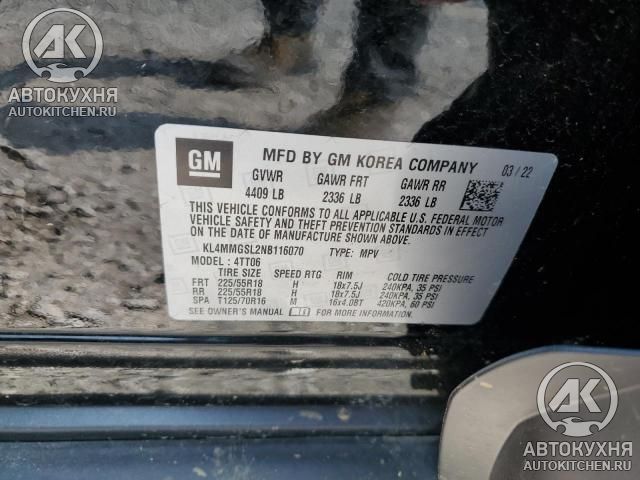 АК
АВТОКУХНЯ
AUTOKITCHEN.RU
GM
MFD BY GM KOREA COMPANY
03 / 22
GVWR GAWR FRT GAWR RR
4409 LB 2336 LB 2336 LB
THIS VEHICLE CONFORMS TO ALL APPLICABLE U.S. FEDERAL MOTOR
VEHICLE SAFETY AND THEFT PREVENTION STANDARDS IN EFFECT
ON THE DATE OF MANUFACTURE SHOWN ABOVE.
KL4MMGSL2NB116070 TYPE: MPV
MODEL: 4TT06
TIRE SIZE SPEED RTG RIM COLD TIRE PRESSURE
FRT 225/55R18 H 18x7.5J 240KPA, 35 PSI
RR 225/55R18 H 18x7.5J 240KPA, 35 PSI
SPA T125/70R16 M 16x4.0BT 420KPA, 60 PSI
SEE OWNER'S MANUAL
АК
АВТОКУХНЯ
AUTOKITCHEN.RU